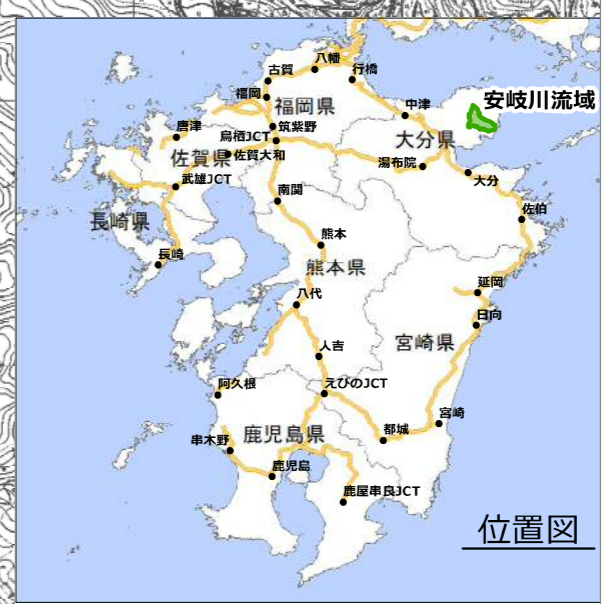 八幡
古賀
行橋
福岡
福岡県
中津
安岐川流域
唐津
筑紫野
鳥栖JCT
大分県
佐賀県
佐賀大和
湯布院
大分
武雄JCT
南関
佐伯
長崎県
熊本
長崎
熊本県
八代
延岡
日向
人吉
宮崎県
阿久根
えびのJCT
宮崎
串木野
鹿児島県
都城
鹿児島
鹿屋串良JCT
位置図